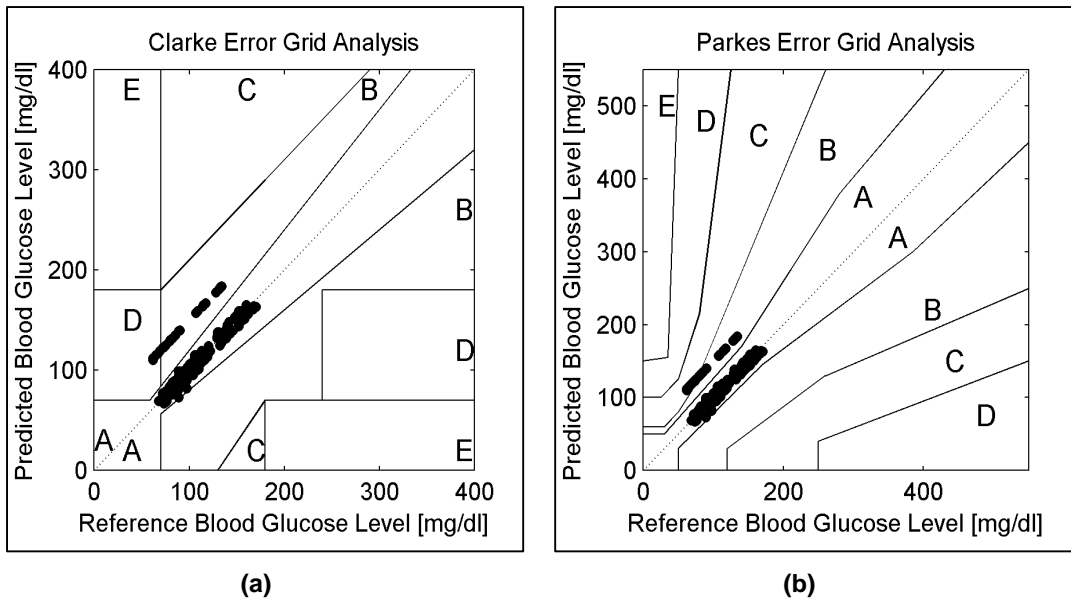 Clarke Error Grid Analysis
Predicted Blood Glucose Level [mg/dl]
400
300
200
100
0
E
C
B
B
D
D
A
A
C
E
0 100 200 300 400
Reference Blood Glucose Level [mg/dl]
(a)
Parkes Error Grid Analysis
Predicted Blood Glucose Level [mg/dl]
500
400
300
200
100
0
E
D
C
B
A
A
B
C
D
0 200 400
Reference Blood Glucose Level [mg/dl]
(b)